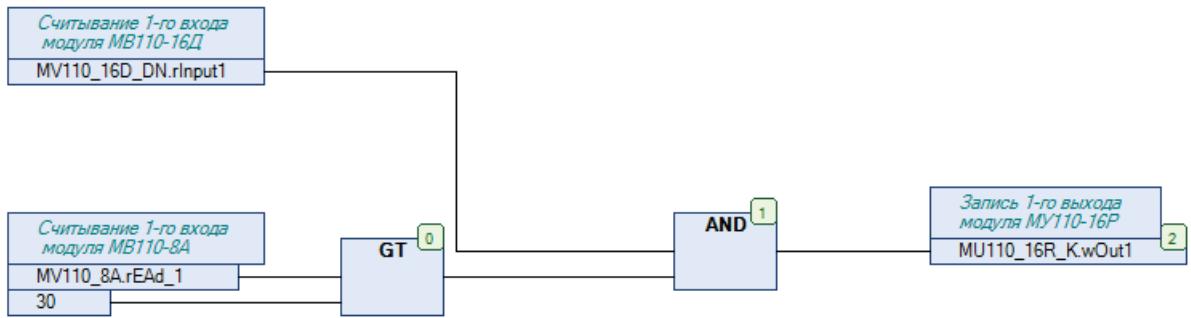 Считывание 1-го входа
модуля МВ110-16Д
MV110_16D_DN.rInput1
Считывание 1-го входа
модуля МВ110-8А
MV110_8A.rEAd_1
30
GT
0
AND
1
Запись 1-го выхода
модуля МУ110-16Р
MU110_16R_K.wOut1
2